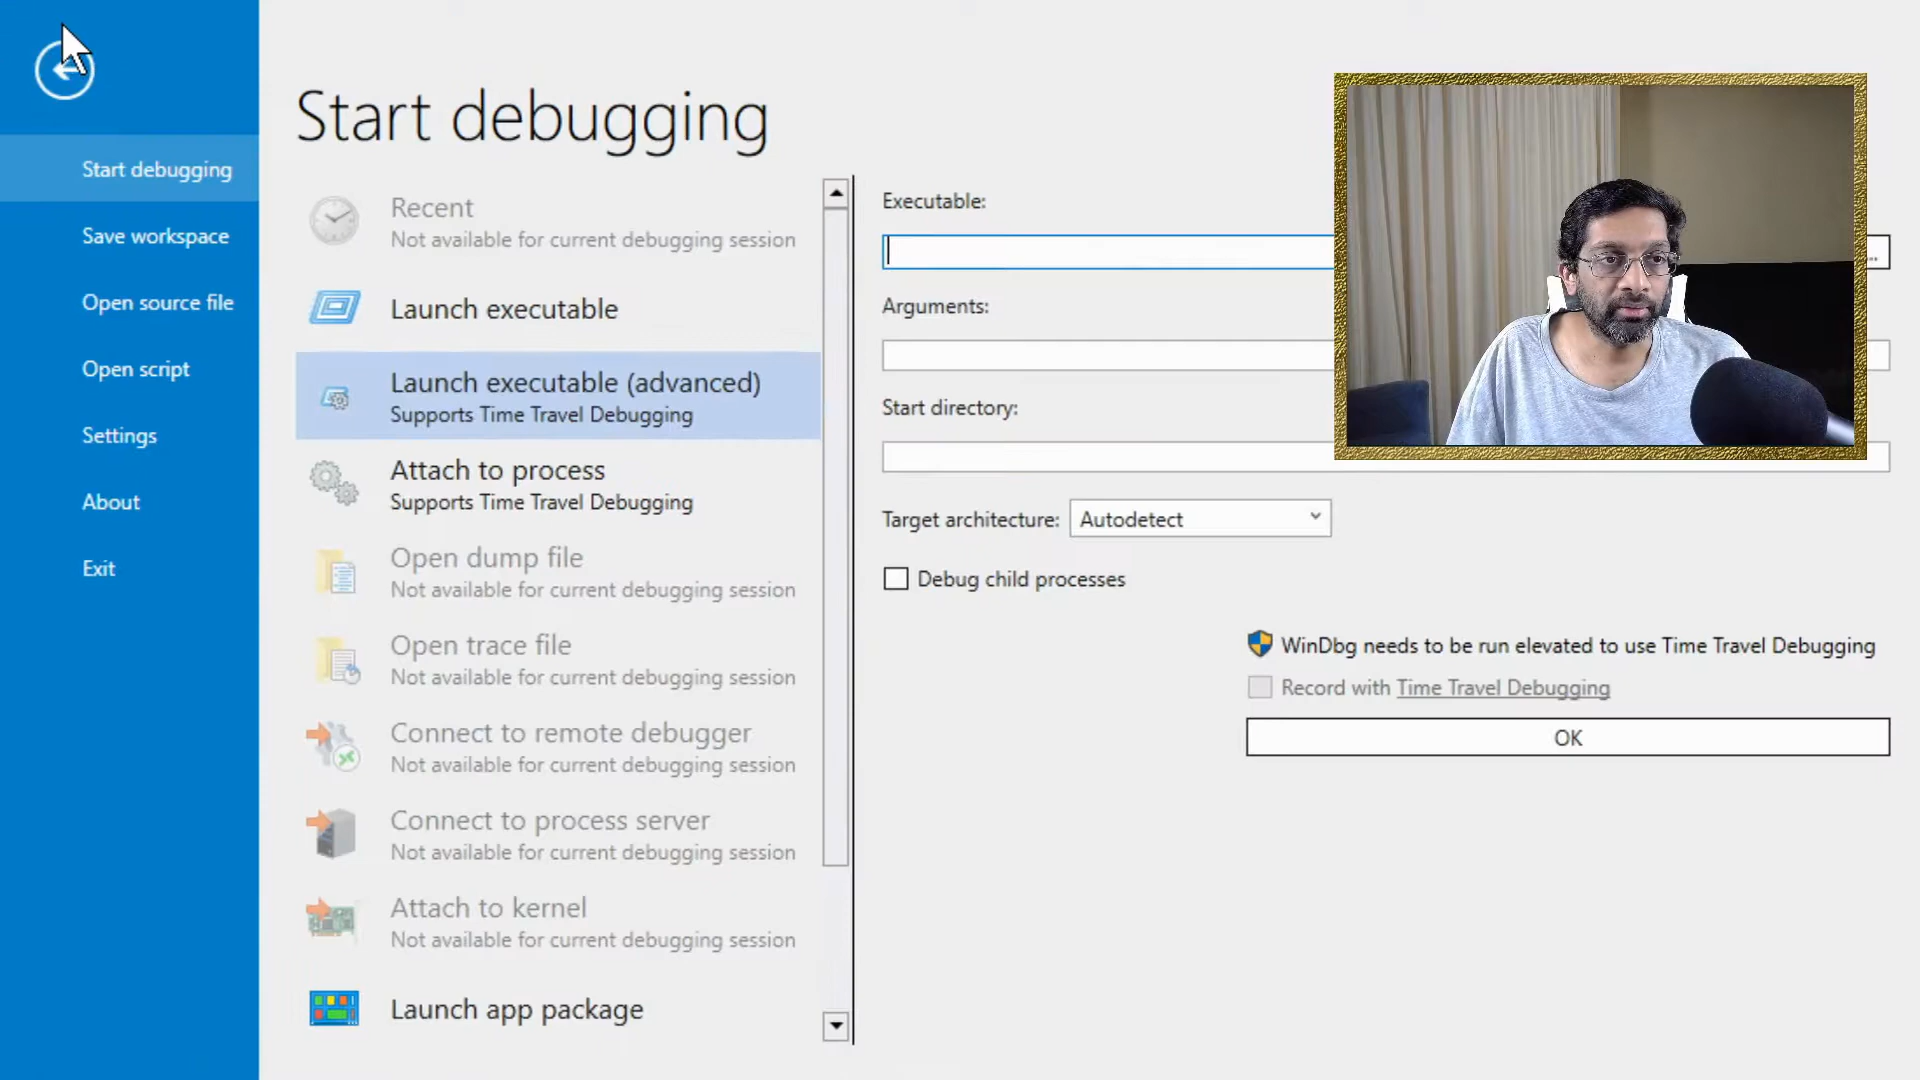 Start debugging
Save workspace
Open source file
Open script
Settings
About
Exit
Start debugging
Recent
Not available for current debugging session
Launch executable
Launch executable (advanced)
Supports Time Travel Debugging
Attach to process
Supports Time Travel Debugging
Open dump file
Not available for current debugging session
Open trace file
Not available for current debugging session
Connect to remote debugger
Not available for current debugging session
Connect to process server
Not available for current debugging session
Attach to kernel
Not available for current debugging session
Launch app package
Executable:
...
Arguments:
Start directory:
Target architecture: Autodetect
Debug child processes
WinDbg needs to be run elevated to use Time Travel Debugging
Record with Time Travel Debugging
OK